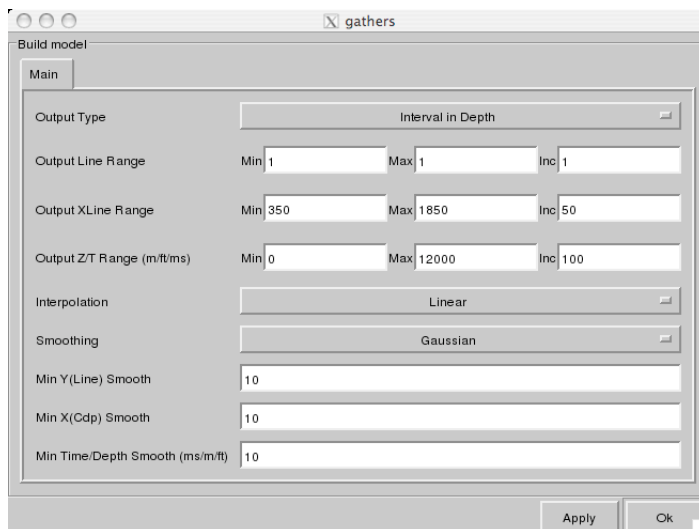 X gathers
Build model
Main
Output Type Interval in Depth
Output Line Range Min 1 Max 1 Inc 1
Output XLine Range Min 350 Max 1850 Inc 50
Output Z/T Range (m/ft/ms) Min 0 Max 12000 Inc 100
Interpolation Linear
Smoothing Gaussian
Min Y(Line) Smooth 10
Min X(Cdp) Smooth 10
Min Time/Depth Smooth (ms/m/ft) 10
Apply Ok